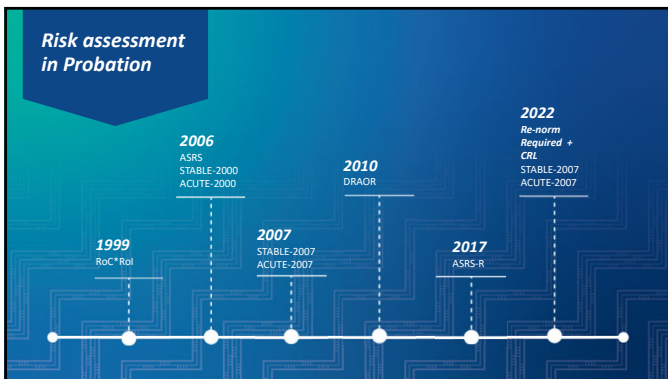 Risk assessment
in Probation
1999
RoC*RoI
2006
ASRS
STABLE-2000
ACUTE-2000
2007
STABLE-2007
ACUTE-2007
2010
DRAOR
2017
ASRS-R
2022
Re-norm
Required +
CRL
STABLE-2007
ACUTE-2007